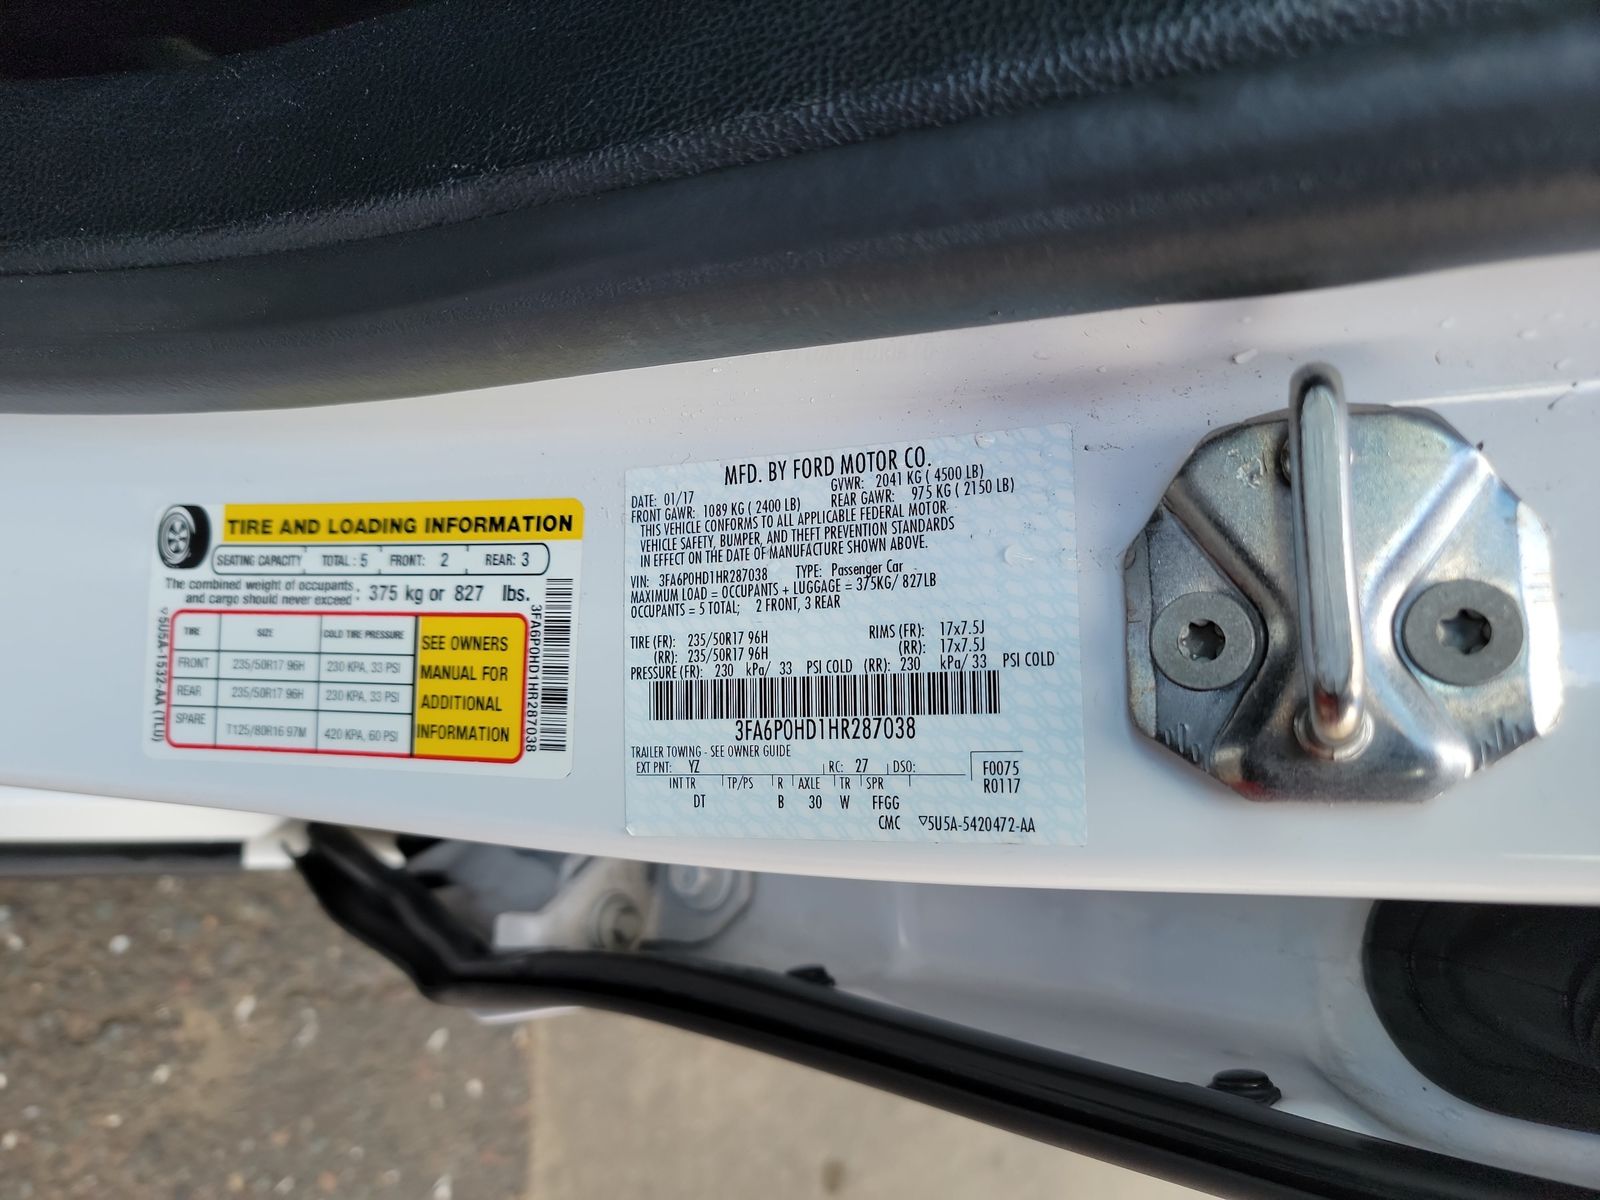 TIRE AND LOADING INFORMATION
SEATING CAPACITY TOTAL : 5 FRONT: 2 REAR: 3
The combined weight of occupants and cargo should never exceed : 375 kg or 827 lbs.
TIRE SIZE COLD TIRE PRESSURE
FRONT 235/50R17 96H 230 KPA, 33 PSI
REAR 235/50R17 96H 230 KPA, 33 PSI
SPARE T125/80R16 97M 420 KPA, 60 PSI
SEE OWNERS
MANUAL FOR
ADDITIONAL
INFORMATION
3FA6P0HD1HR287038
▽5U5A-1532-AA (TLU)
MFD. BY FORD MOTOR CO.
DATE: 01/17 GVWR: 2041 KG ( 4500 LB)
FRONT GAWR: 1089 KG ( 2400 LB) REAR GAWR: 975 KG ( 2150 LB)
THIS VEHICLE CONFORMS TO ALL APPLICABLE FEDERAL MOTOR
VEHICLE SAFETY, BUMPER, AND THEFT PREVENTION STANDARDS
IN EFFECT ON THE DATE OF MANUFACTURE SHOWN ABOVE.
VIN: 3FA6P0HD1HR287038 TYPE: Passenger Car
MAXIMUM LOAD = OCCUPANTS + LUGGAGE = 375KG/ 827LB
OCCUPANTS = 5 TOTAL; 2 FRONT, 3 REAR
TIRE (FR): 235/50R17 96H RIMS (FR): 17x7.5J
(RR): 235/50R17 96H (RR): 17x7.5J
PRESSURE (FR): 230 kPa/ 33 PSI COLD (RR): 230 kPa/ 33 PSI COLD
3FA6P0HD1HR287038
TRAILER TOWING - SEE OWNER GUIDE
EXT PNT: YZ RC: 27 DSO: F0075
INT TR TP/PS R AXLE TR SPR R0117
DT B 30 W FFGG
CMC ▽5U5A-5420472-AA